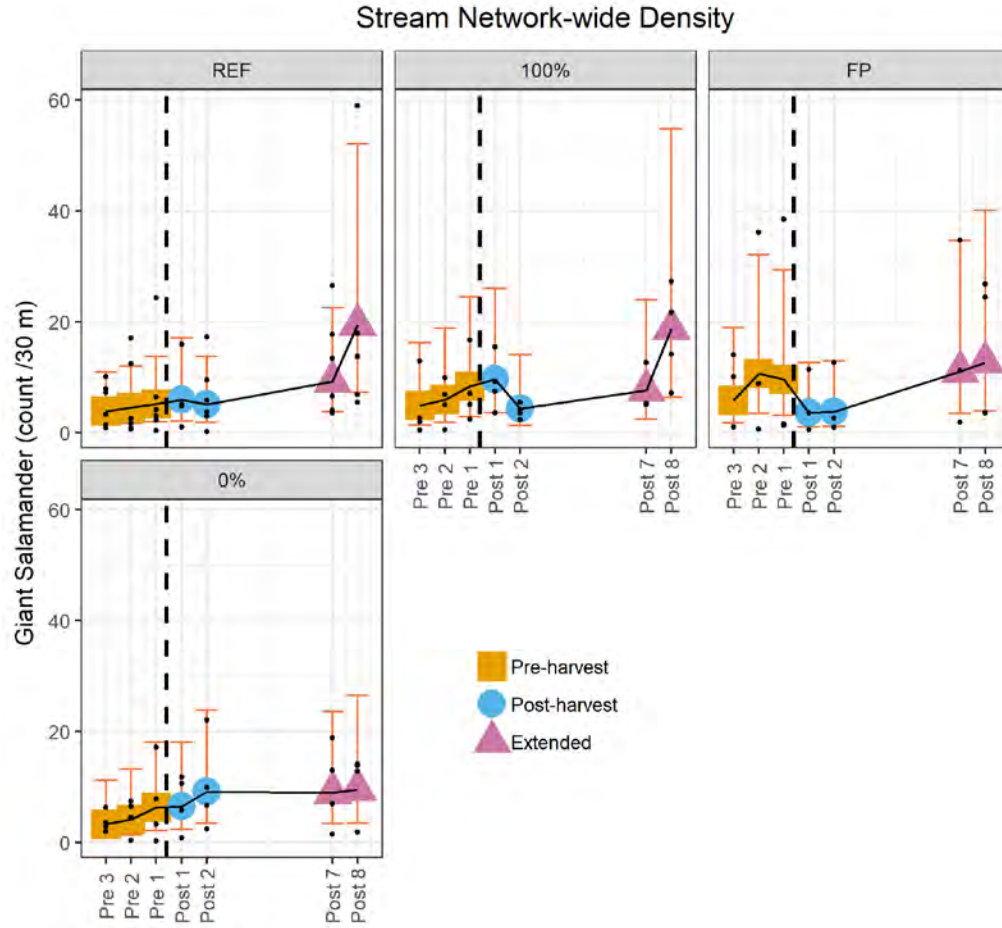 Stream Network-wide Density
REF
100%
FP
Giant Salamander (count /30 m)
60
40
20
0
Pre 3
Pre 2
Pre 1
Post 1
Post 2
Post 7
Post 8
Pre 3
Pre 2
Pre 1
Post 1
Post 2
Post 7
Post 8
0%
60
40
20
0
Pre 3
Pre 2
Pre 1
Post 1
Post 2
Post 7
Post 8
Pre-harvest
Post-harvest
Extended